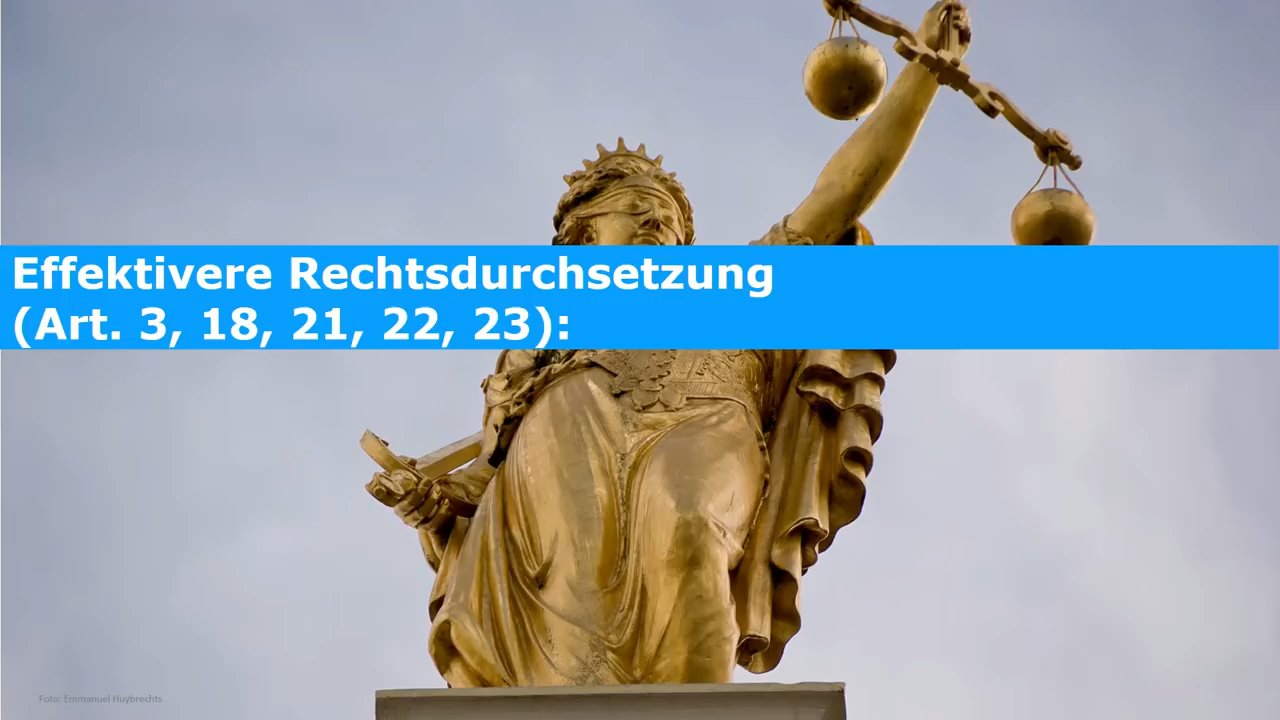 Effektivere Rechtsdurchsetzung
(Art. 3, 18, 21, 22, 23):
Foto: Emmanuel Huybrechts